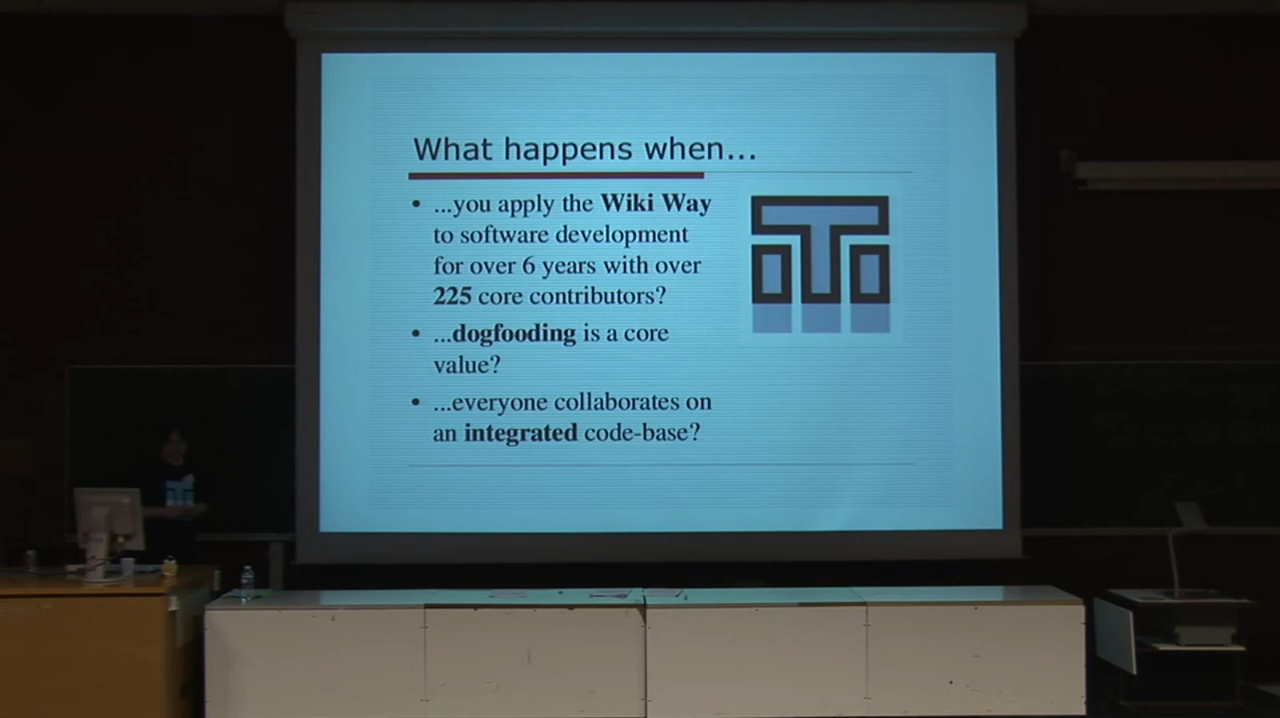 What happens when...
• ...you apply the Wiki Way
to software development
for over 6 years with over
225 core contributors?
• ...dogfooding is a core
value?
• ...everyone collaborates on
an integrated code-base?